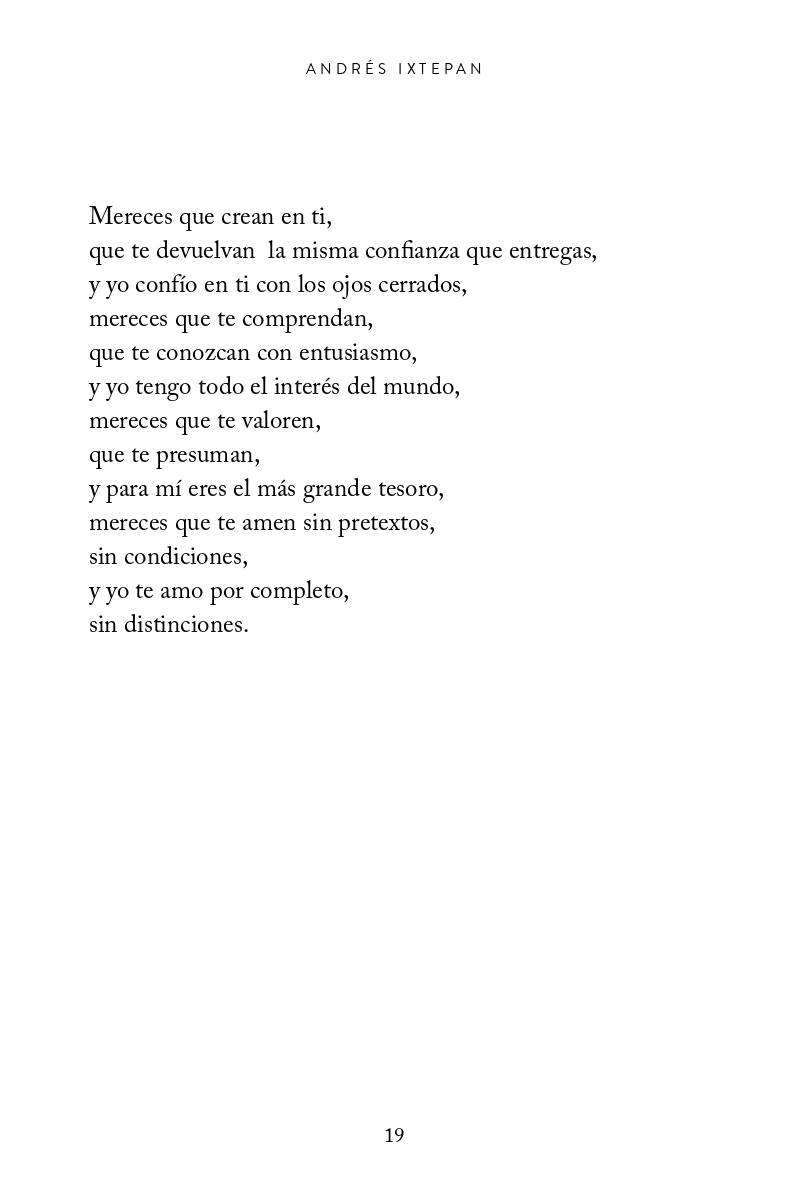 ANDRÉS IXTEPAN
Mereces que crean en ti,
que te devuelvan  la misma confianza que entregas,
y yo confío en ti con los ojos cerrados,
mereces que te comprendan,
que te conozcan con entusiasmo,
y yo tengo todo el interés del mundo,
mereces que te valoren,
que te presuman,
y para mí eres el más grande tesoro,
mereces que te amen sin pretextos,
sin condiciones,
y yo te amo por completo,
sin distinciones.
19